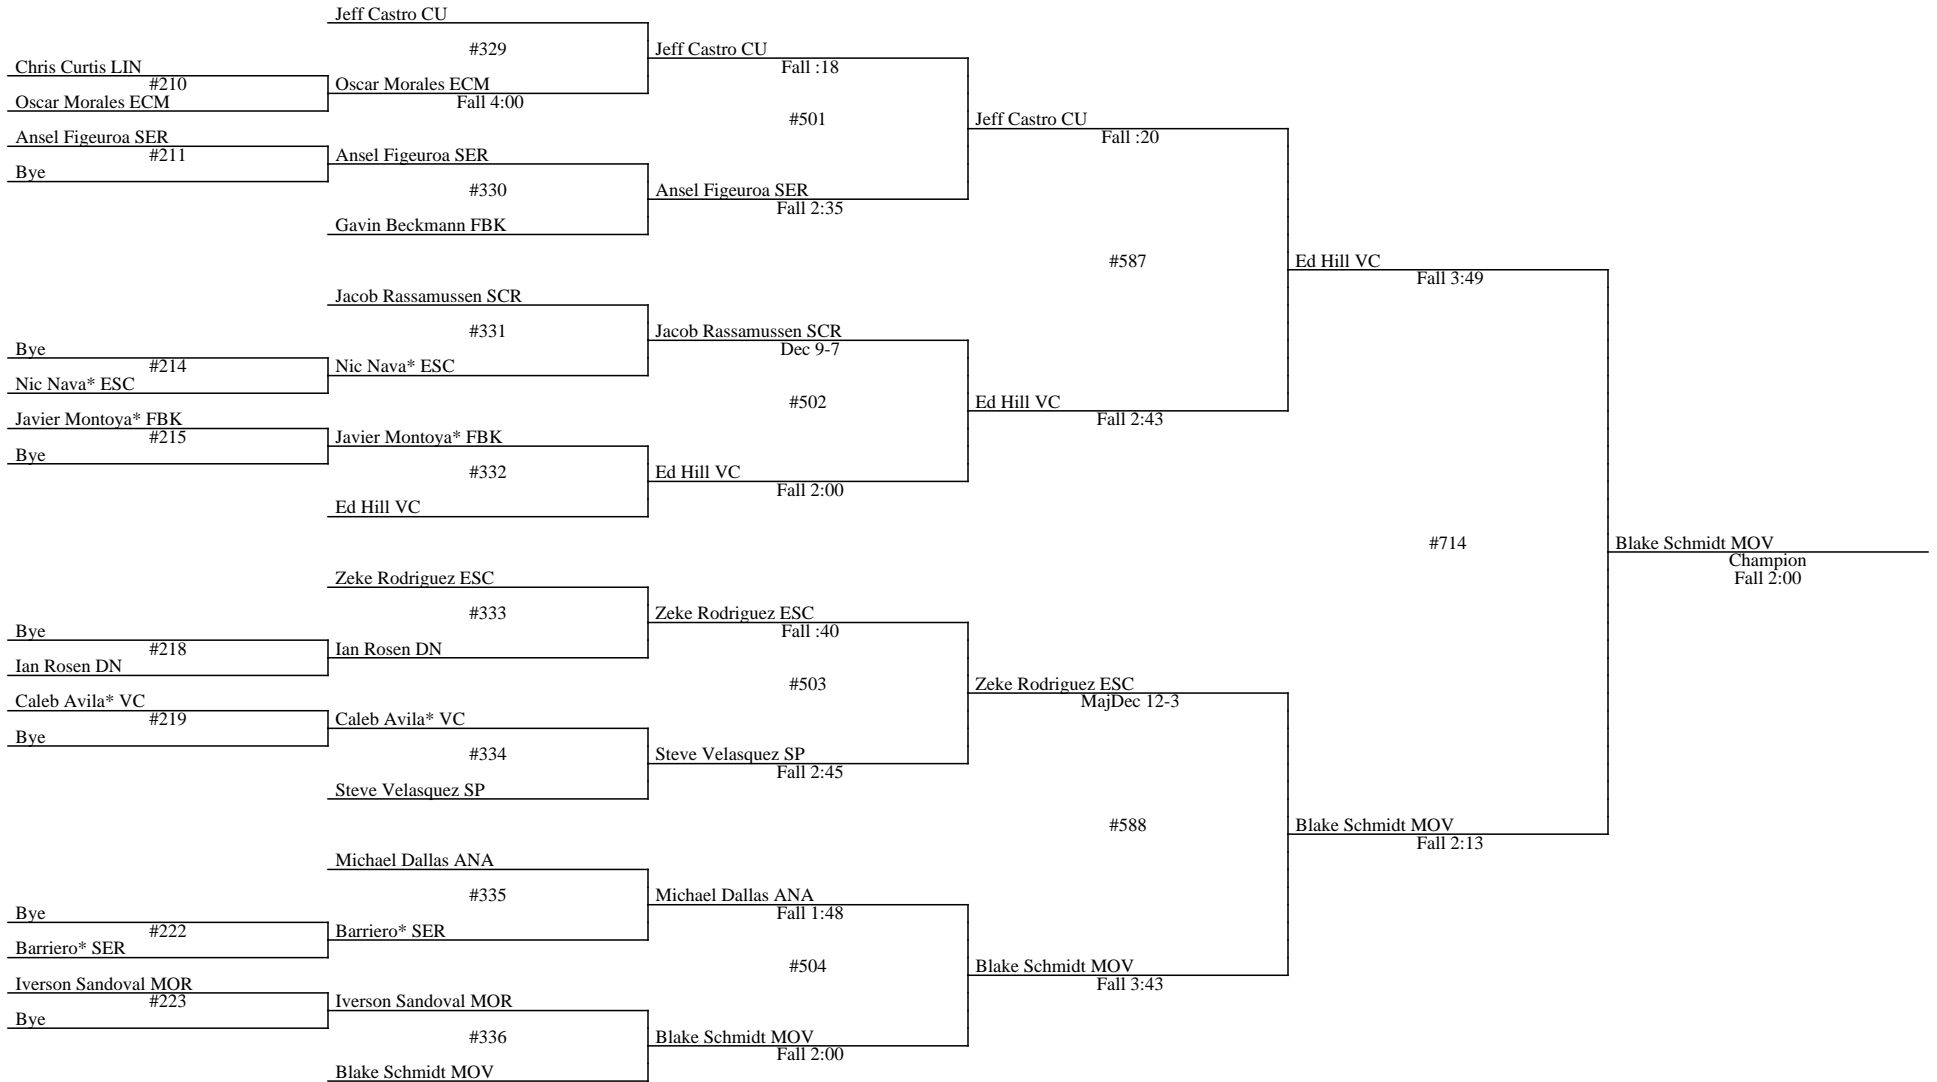 Jeff Castro CU
#329
Jeff Castro CU
Fall :18
Chris Curtis LIN
#210
Oscar Morales ECM
Oscar Morales ECM
Fall 4:00
#501
Jeff Castro CU
Fall :20
Ansel Figeuroa SER
#211
Ansel Figeuroa SER
Bye
#330
Ansel Figeuroa SER
Fall 2:35
Gavin Beckmann FBK
#587
Ed Hill VC
Fall 3:49
Jacob Rassamussen SCR
#331
Jacob Rassamussen SCR
Dec 9-7
Bye
#214
Nic Nava* ESC
Nic Nava* ESC
#502
Ed Hill VC
Fall 2:43
Javier Montoya* FBK
#215
Javier Montoya* FBK
Bye
#332
Ed Hill VC
Fall 2:00
Ed Hill VC
#714
Blake Schmidt MOV
Champion
Fall 2:00
Zeke Rodriguez ESC
#333
Zeke Rodriguez ESC
Fall :40
Bye
#218
Ian Rosen DN
Ian Rosen DN
#503
Zeke Rodriguez ESC
MajDec 12-3
Caleb Avila* VC
#219
Caleb Avila* VC
Bye
#334
Steve Velasquez SP
Fall 2:45
Steve Velasquez SP
#588
Blake Schmidt MOV
Fall 2:13
Michael Dallas ANA
#335
Michael Dallas ANA
Fall 1:48
Bye
#222
Barriero* SER
Barriero* SER
#504
Blake Schmidt MOV
Fall 3:43
Iverson Sandoval MOR
#223
Iverson Sandoval MOR
Bye
#336
Blake Schmidt MOV
Fall 2:00
Blake Schmidt MOV